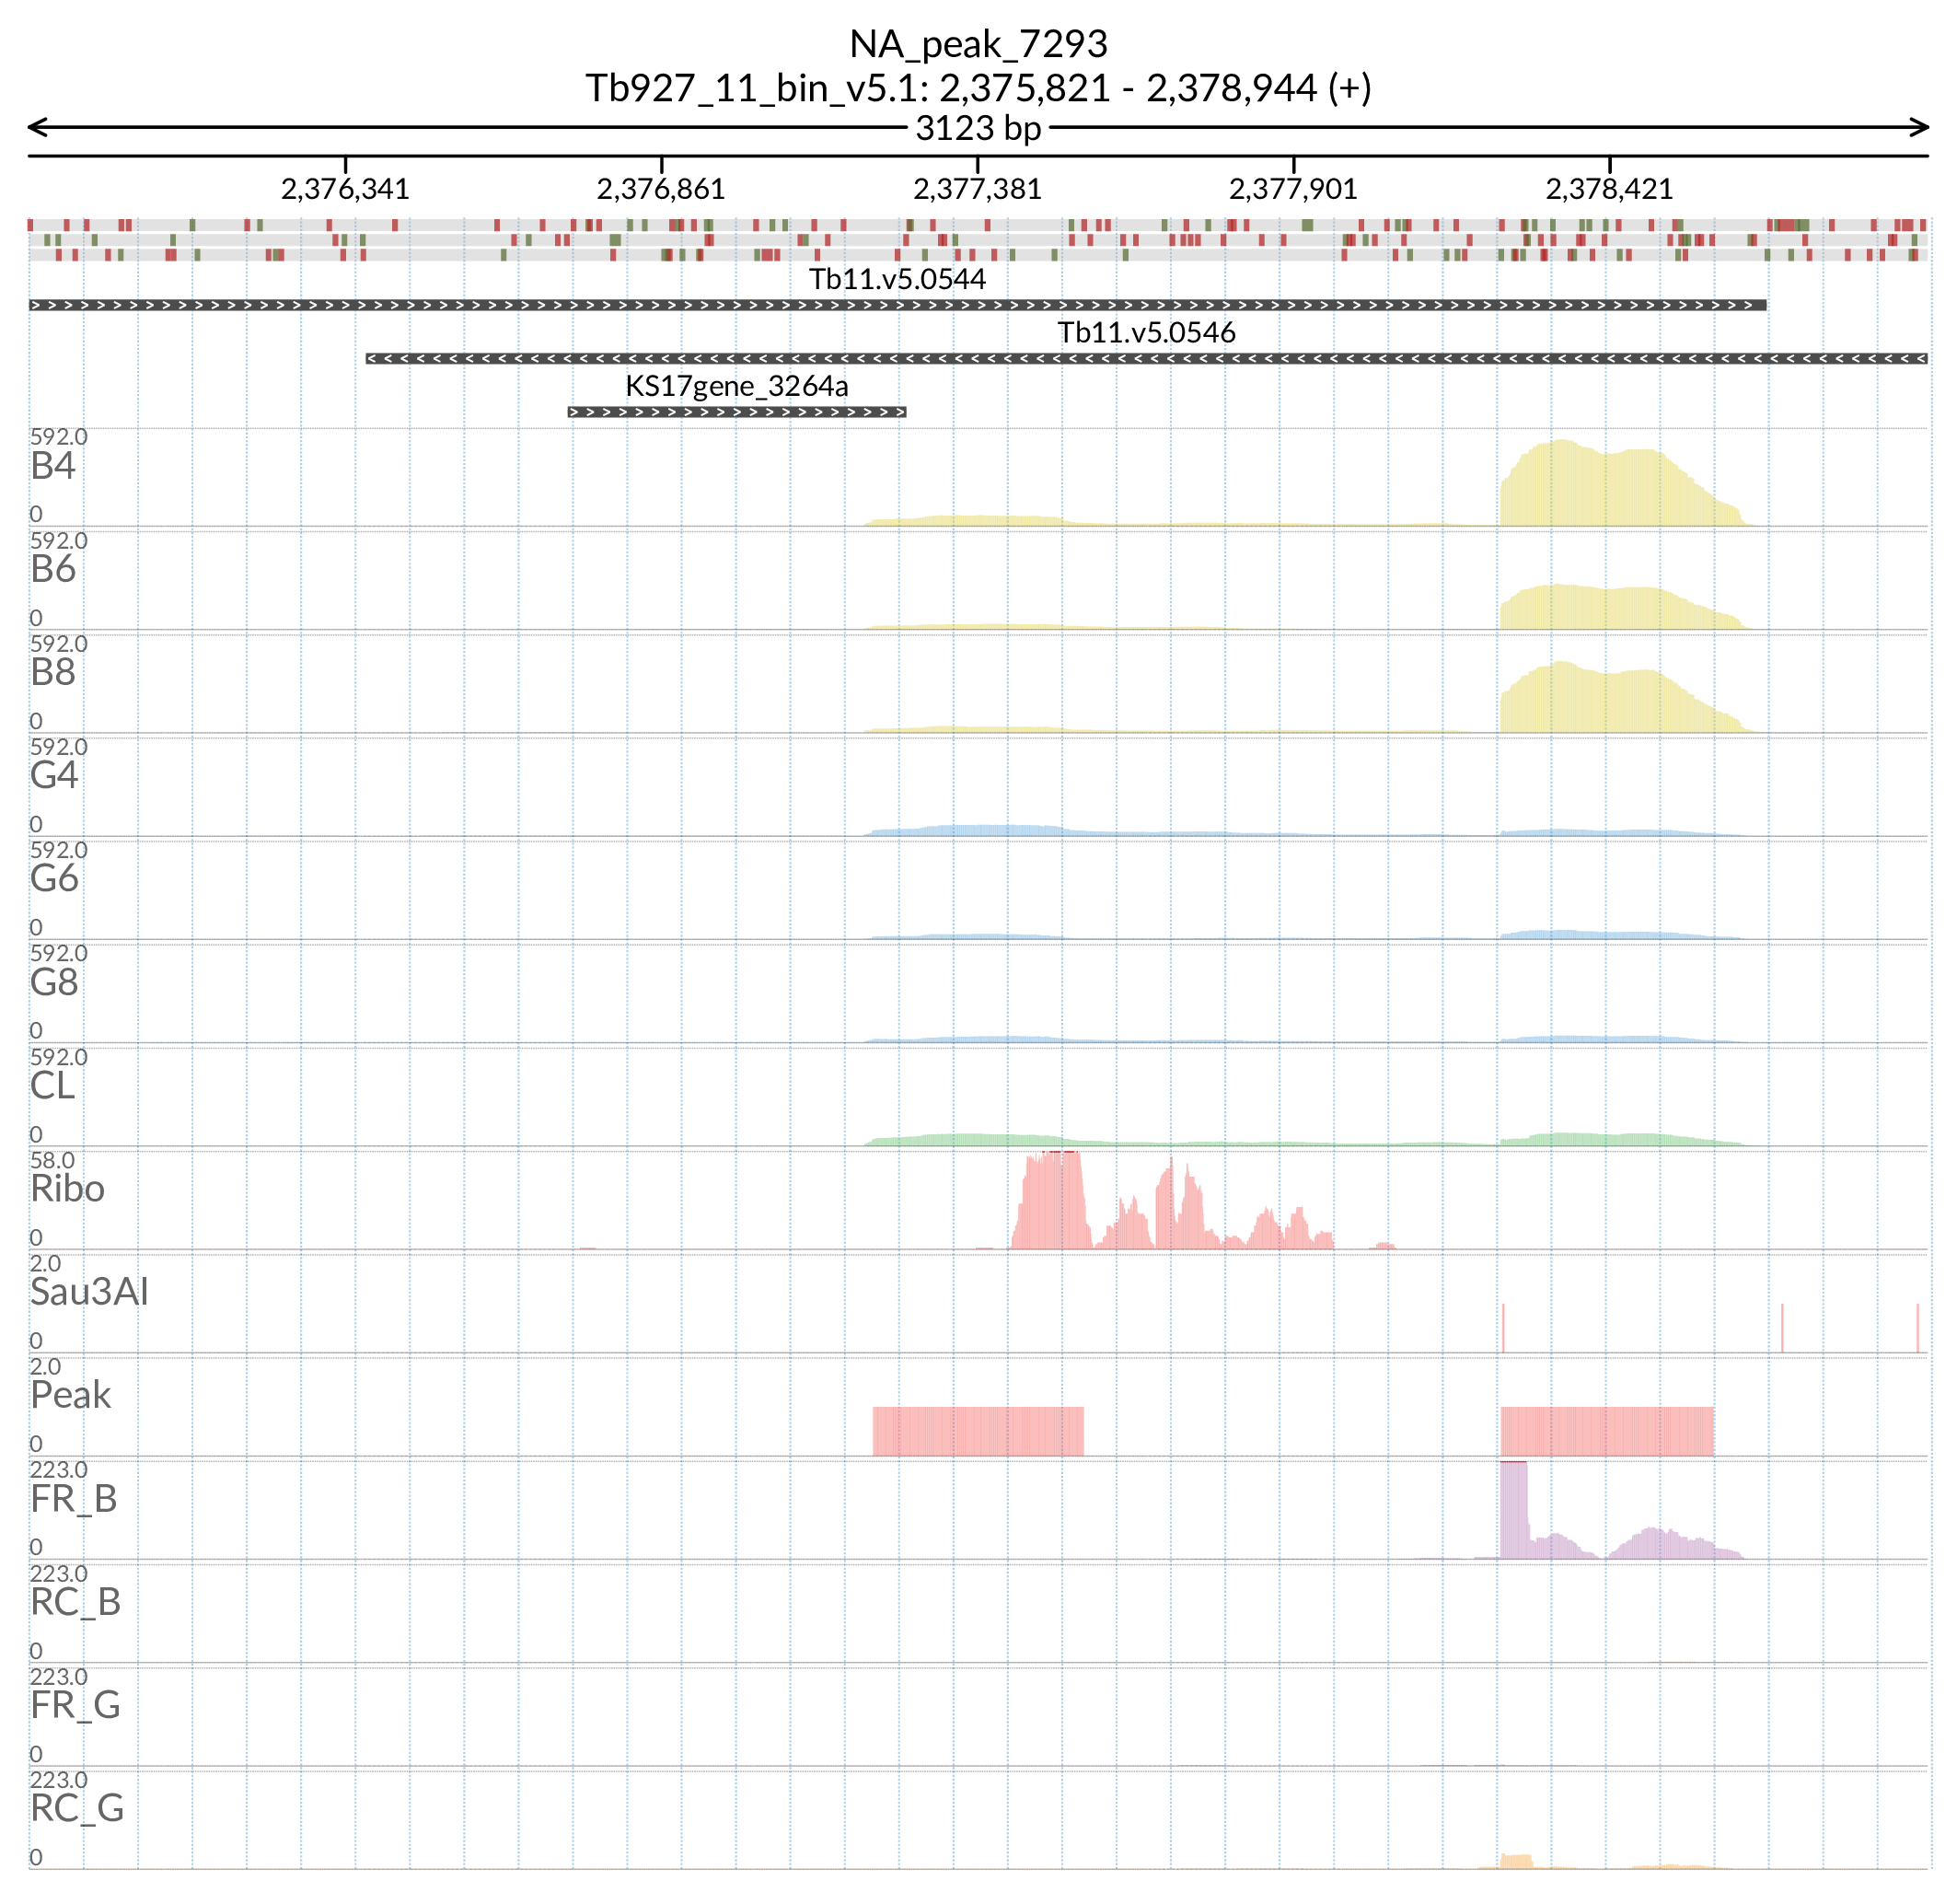 NA_peak_7293
Tb927_11_bin_v5.1: 2,375,821 - 2,378,944 (+)
3123 bp
2,376,341 2,376,861 2,377,381 2,377,901 2,378,421
Tb11.v5.0544
Tb11.v5.0546
KS17gene_3264a
592.0
B4
0
592.0
B6
0
592.0
B8
0
592.0
G4
0
592.0
G6
0
592.0
G8
0
592.0
CL
0
58.0
Ribo
0
2.0
Sau3AI
0
2.0
Peak
0
223.0
FR_B
0
223.0
RC_B
0
223.0
FR_G
0
223.0
RC_G
0